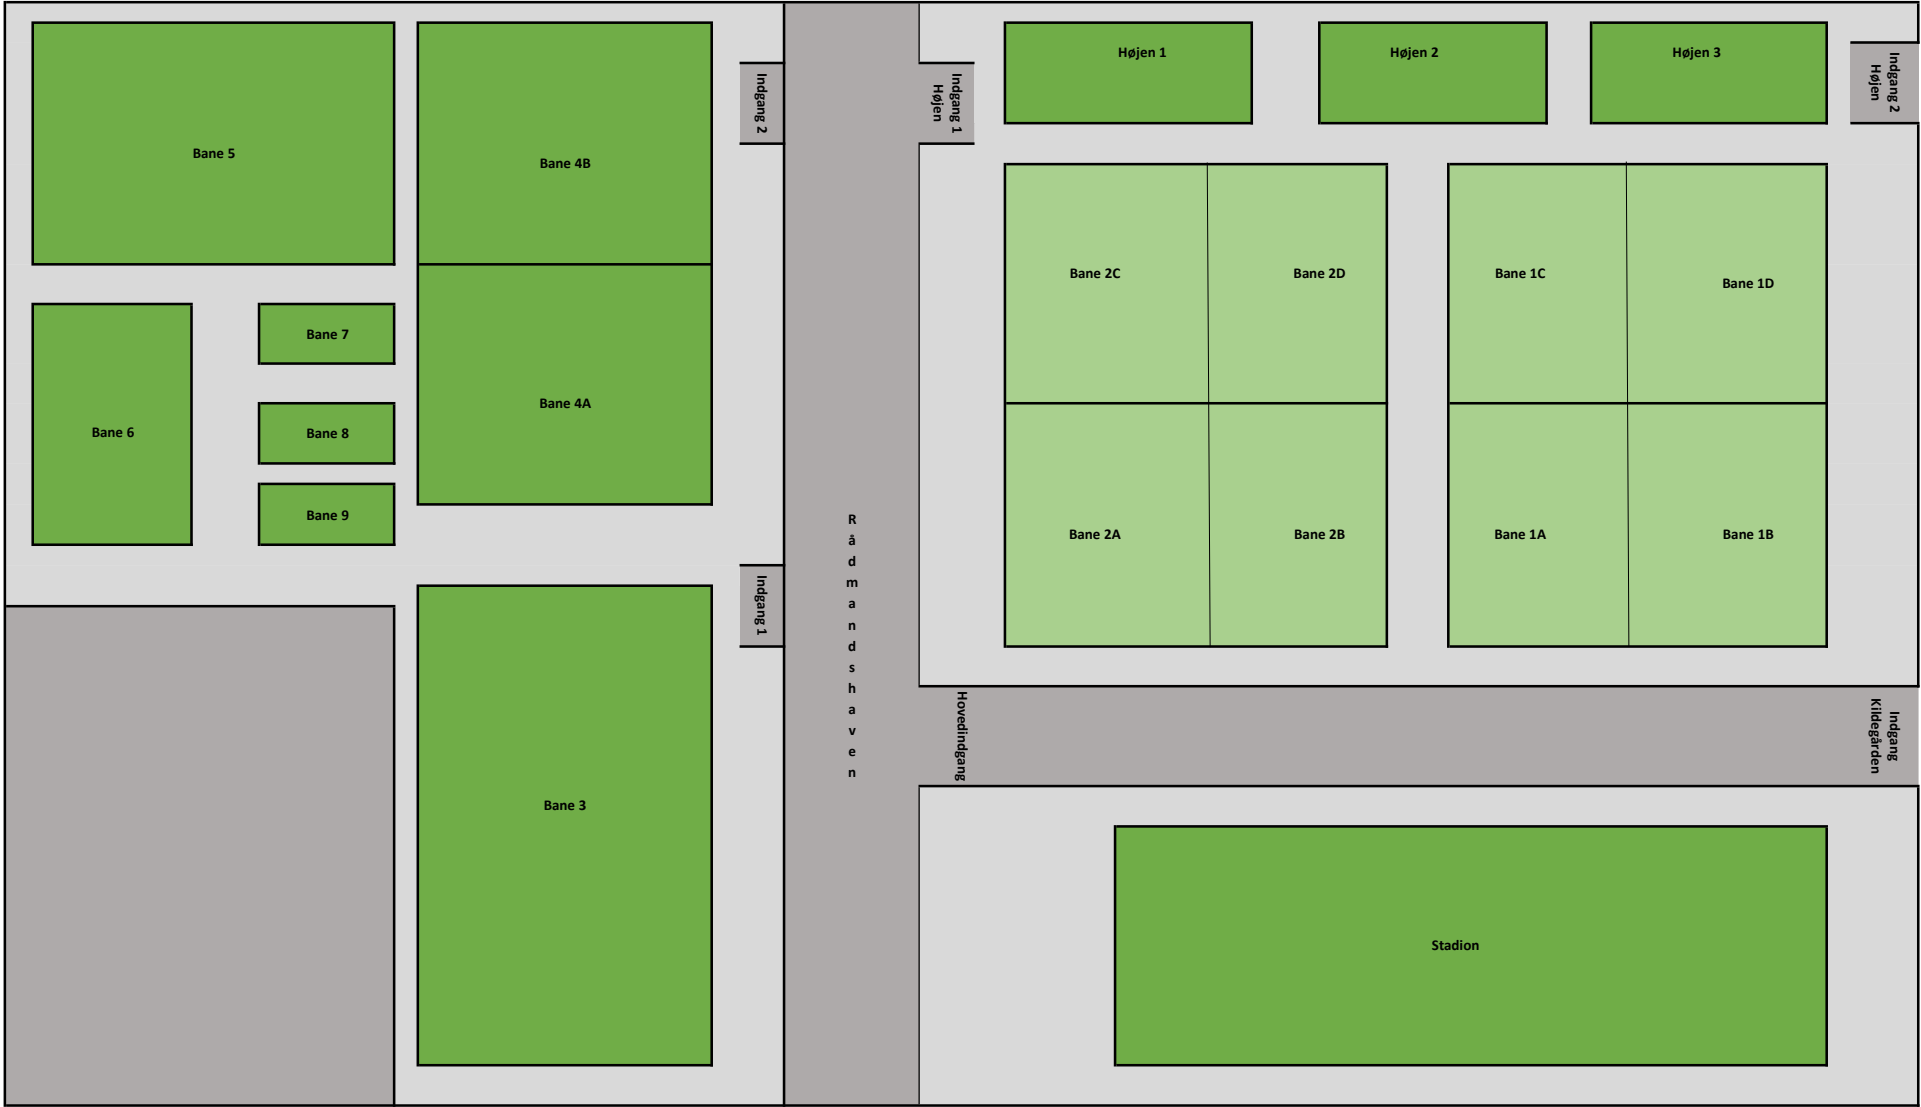 Højen 1
Højen 2
Højen 3
Indgang 2
Indgang 1
Højen
Indgang 2
Højen
Bane 5
Bane 4B
Bane 2C
Bane 2D
Bane 1C
Bane 1D
Bane 7
Bane 4A
Bane 6
Bane 8
Bane 9
Bane 2A
Bane 2B
Bane 1A
Bane 1B
Indgang 1
Rådmandshaven
Hovedindgang
Indgang
Kildegården
Bane 3
Stadion